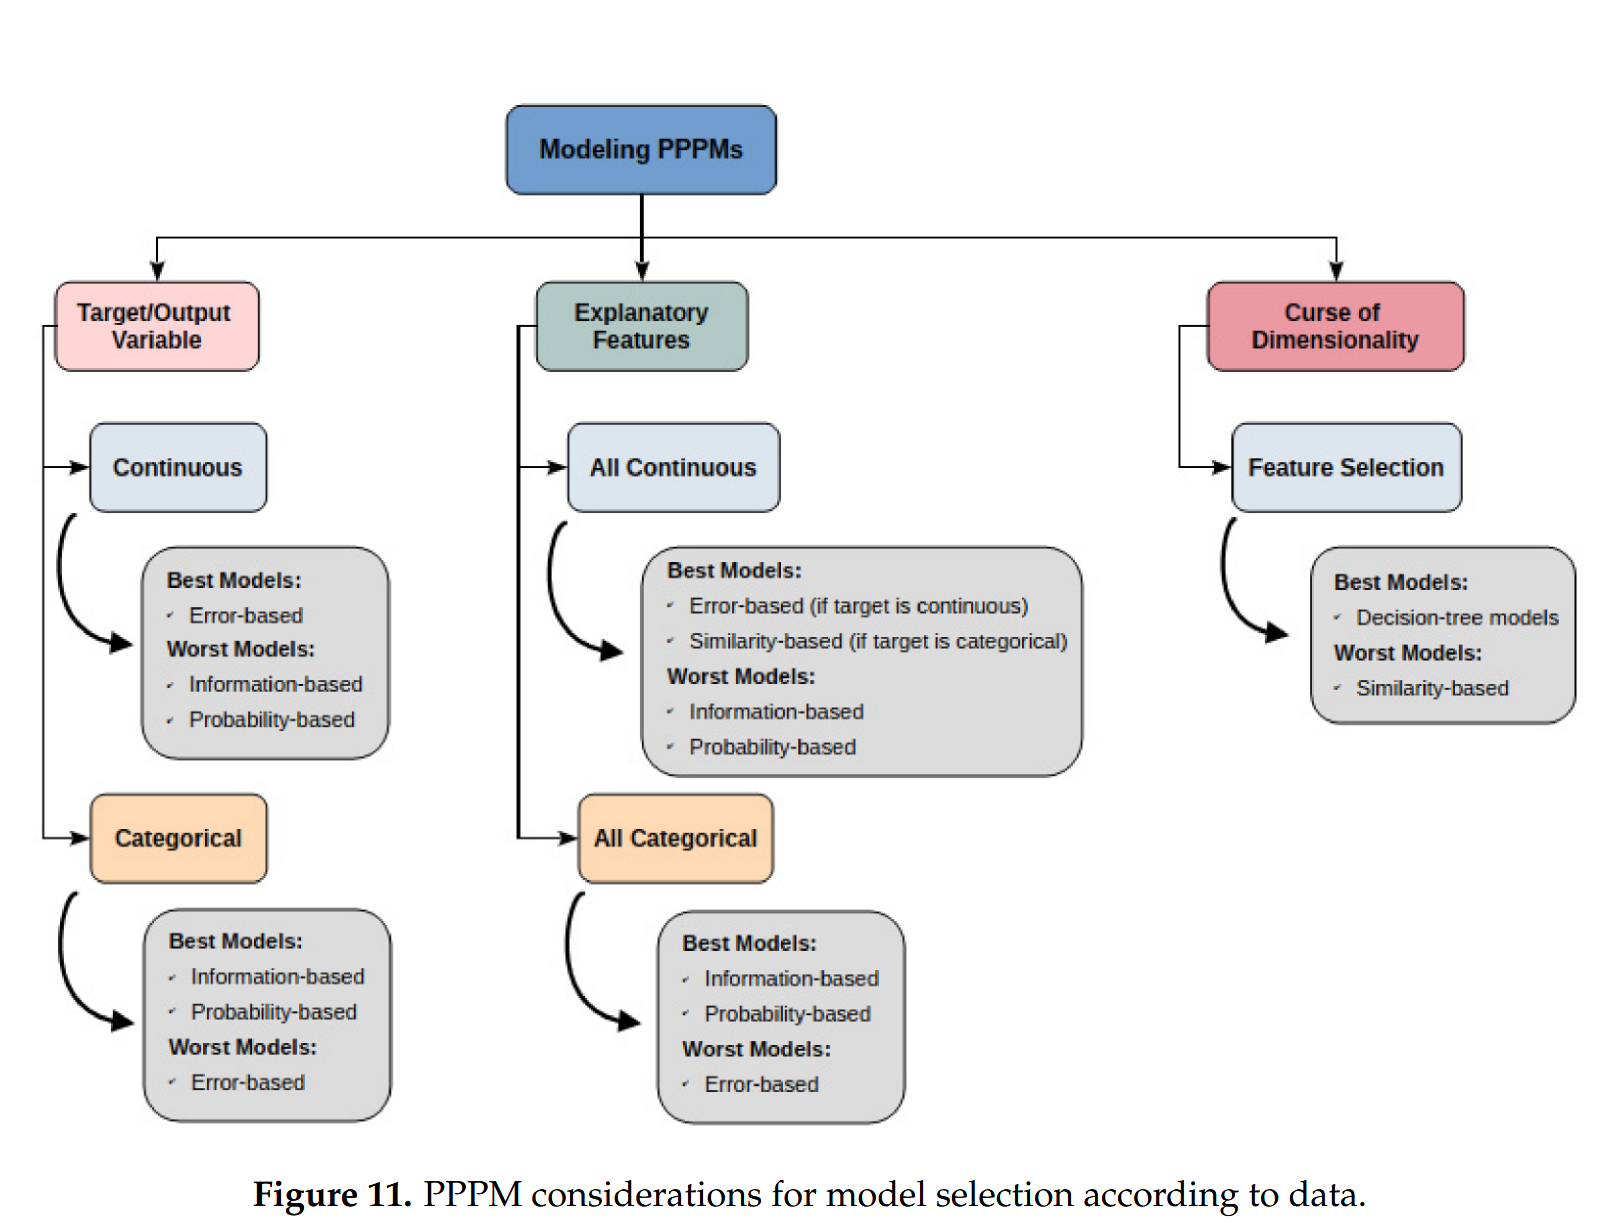 Modeling PPPMs
Target/Output
Variable
Continuous
Best Models:
✓ Error-based
Worst Models:
✓ Information-based
✓ Probability-based
Categorical
Best Models:
✓ Information-based
✓ Probability-based
Worst Models:
✓ Error-based
Explanatory
Features
All Continuous
Best Models:
✓ Error-based (if target is continuous)
✓ Similarity-based (if target is categorical)
Worst Models:
✓ Information-based
✓ Probability-based
All Categorical
Best Models:
✓ Information-based
✓ Probability-based
Worst Models:
✓ Error-based
Curse of
Dimensionality
Feature Selection
Best Models:
✓ Decision-tree models
Worst Models:
✓ Similarity-based
Figure 11. PPPM considerations for model selection according to data.